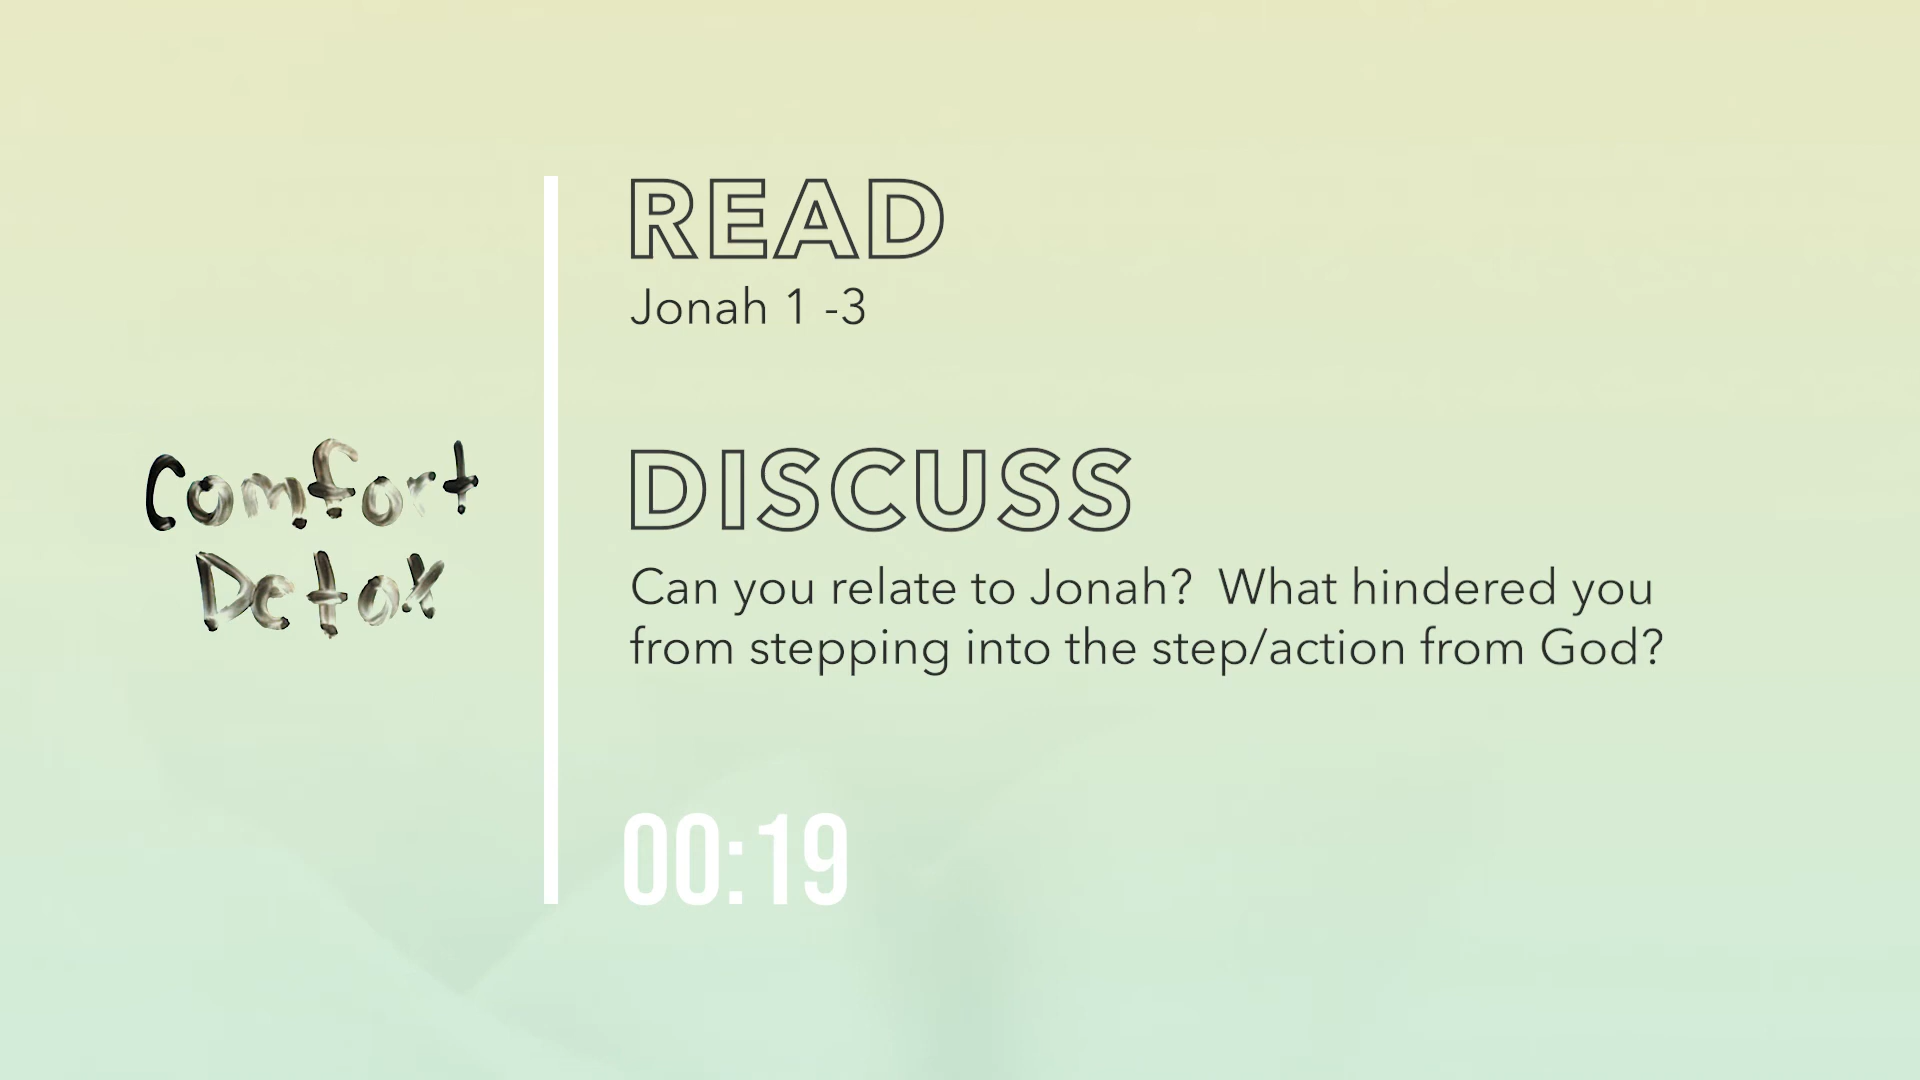 Comfort
Detox
READ
Jonah 1 -3
DISCUSS
Can you relate to Jonah?  What hindered you
from stepping into the step/action from God?
00:19